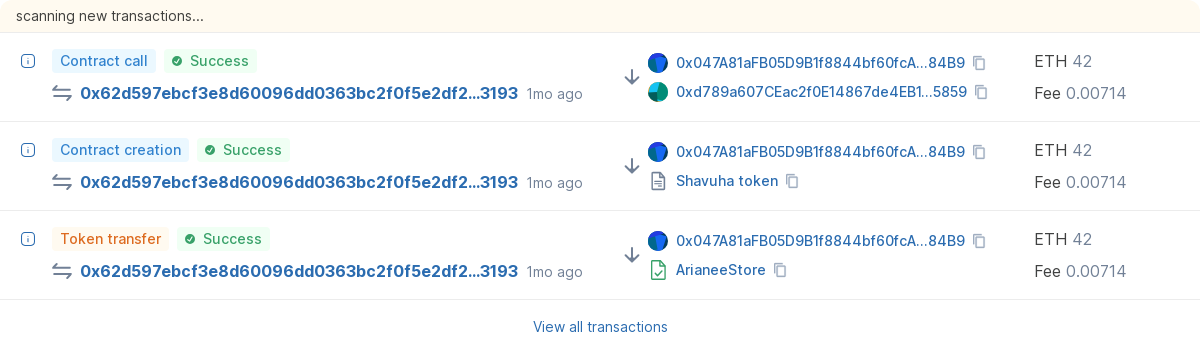 scanning new transactions...
Contract call Success
0x62d597ebcf3e8d60096dd0363bc2f0f5e2df2...3193 1mo ago
0x047A81aFB05D9B1f8844bf60fcA...84B9
0xd789a607CEac2f0E14867de4EB1...5859
ETH 42
Fee 0.00714
Contract creation Success
0x62d597ebcf3e8d60096dd0363bc2f0f5e2df2...3193 1mo ago
0x047A81aFB05D9B1f8844bf60fcA...84B9
Shavuha token
ETH 42
Fee 0.00714
Token transfer Success
0x62d597ebcf3e8d60096dd0363bc2f0f5e2df2...3193 1mo ago
0x047A81aFB05D9B1f8844bf60fcA...84B9
ArianeeStore
ETH 42
Fee 0.00714
View all transactions